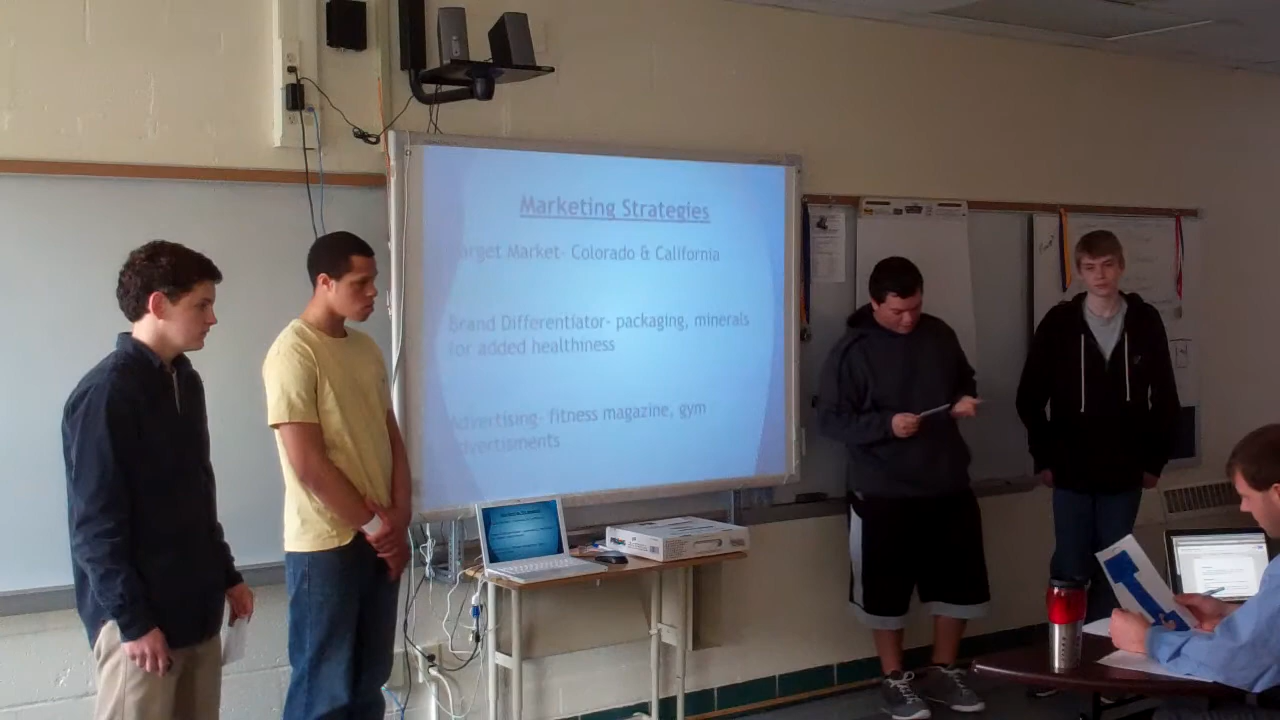 Marketing Strategies
Target Market- Colorado & California
Brand Differentiator- packaging, minerals
for added healthiness
Advertising- fitness magazine, gym
advertisments